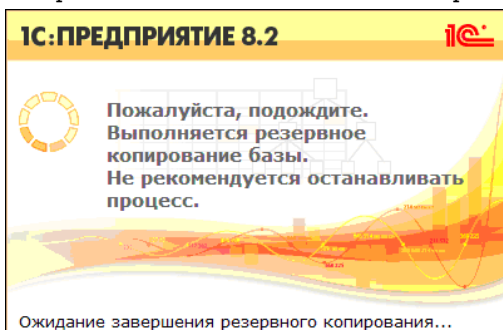 1С:ПРЕДПРИЯТИЕ 8.2
1С
Пожалуйста, подождите.
Выполняется резервное
копирование базы.
Не рекомендуется останавливать
процесс.
Ожидание завершения резервного копирования...